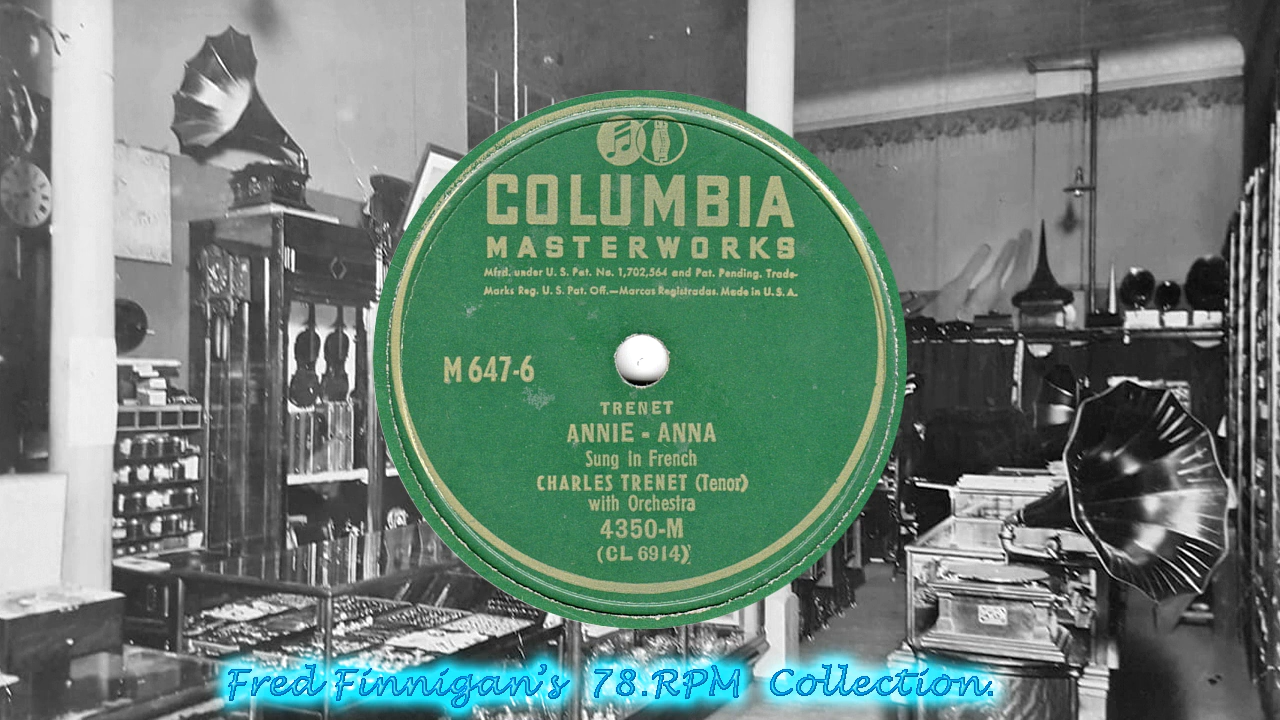 COLUMBIA
MASTERWORKS
Mfrd. under U. S. Pat. No. 1,702,564 and Pat. Pending. Trade-
Marks Reg. U. S. Pat. Off.—Marcas Registradas. Made in U. S. A.
M 647-6
TRENET
ANNIE - ANNA
Sung in French
CHARLES TRENET (Tenor)
with Orchestra
4350-M
(CL 6914)
Fred Finnigan's 78.RPM Collection.